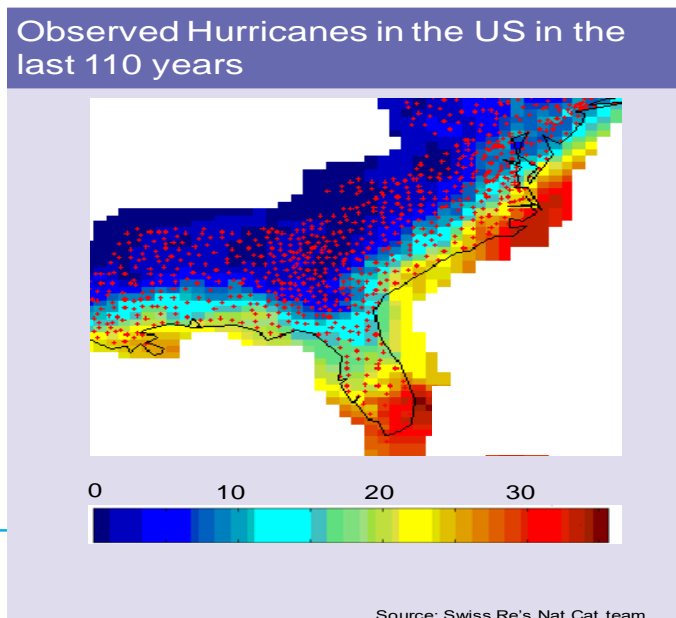 Observed Hurricanes in the US in the
last 110 years
0 10 20 30
Source: Swiss Re's Nat Cat team